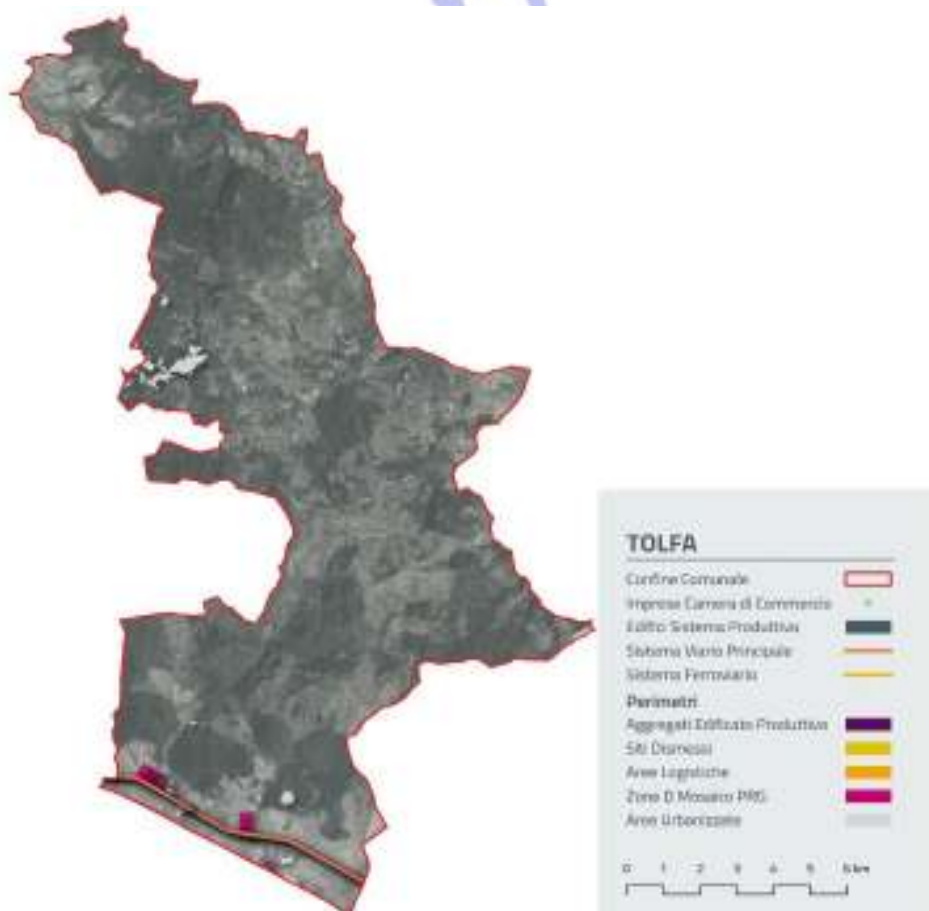 TOLFA
Confine Comunale
Imprese Camera di Commercio
Edifici Sistema Produttivo
Sistema Viario Principale
Sistema Ferroviario
Perimetri
Aggregati Edificato Produttivo
Siti Dismessi
Aree Logistiche
Zone D Mosaico PRG
Aree Urbanizzate
0 1 2 3 4 5 6 km